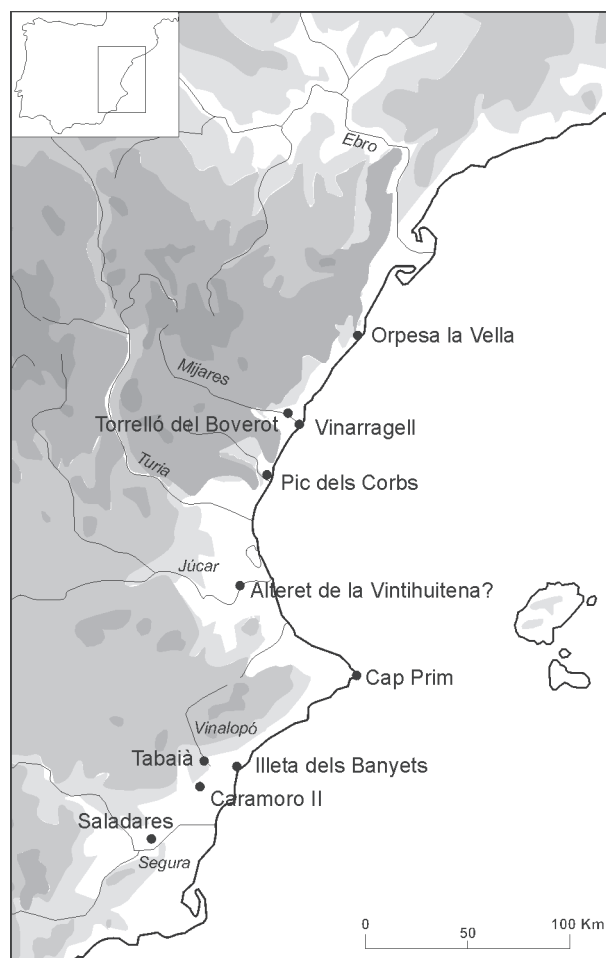 Ebro
Orpesa la Vella
Mijares
Torrelló del Boverot
Vinarragell
Turia
Pic dels Corbs
Júcar
Alteret de la Vintihuitena?
Cap Prim
Vinalopó
Tabaià
Illeta dels Banyets
Caramoro II
Saladares
Segura
0 50 100 Km